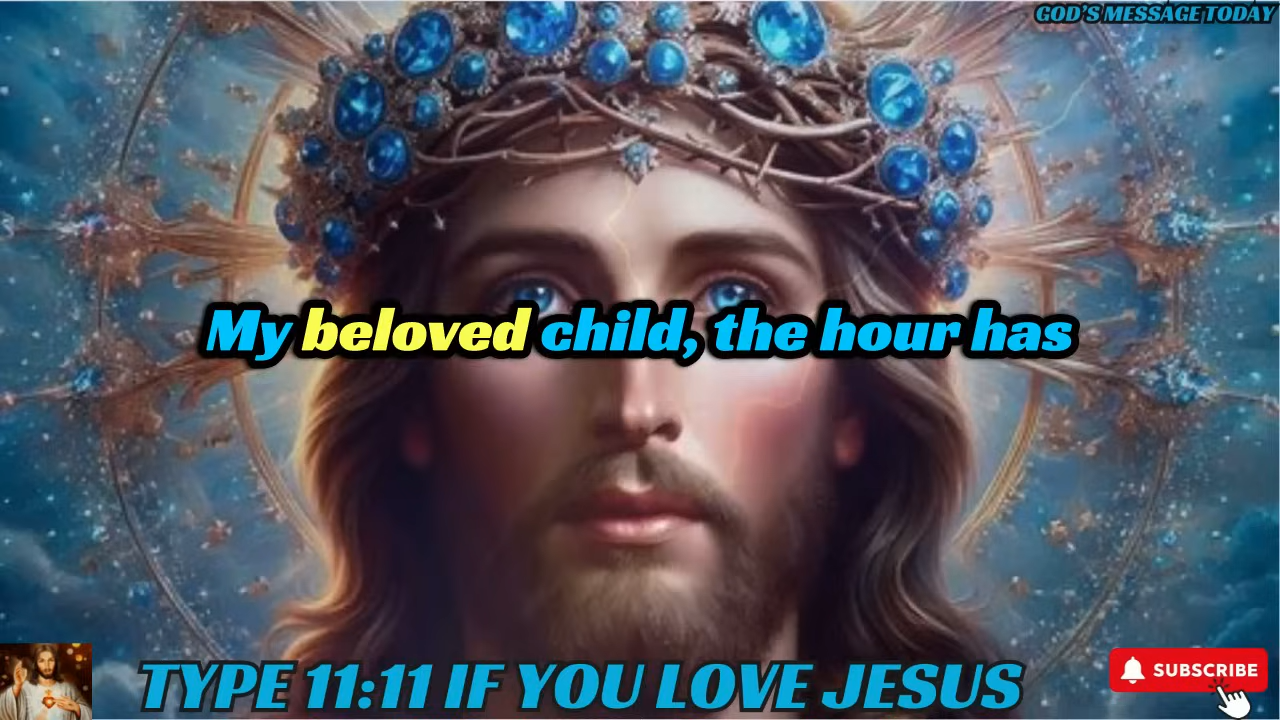 GOD'S MESSAGE TODAY
My beloved child, the hour has
TYPE 11:11 IF YOU LOVE JESUS
SUBSCRIBE